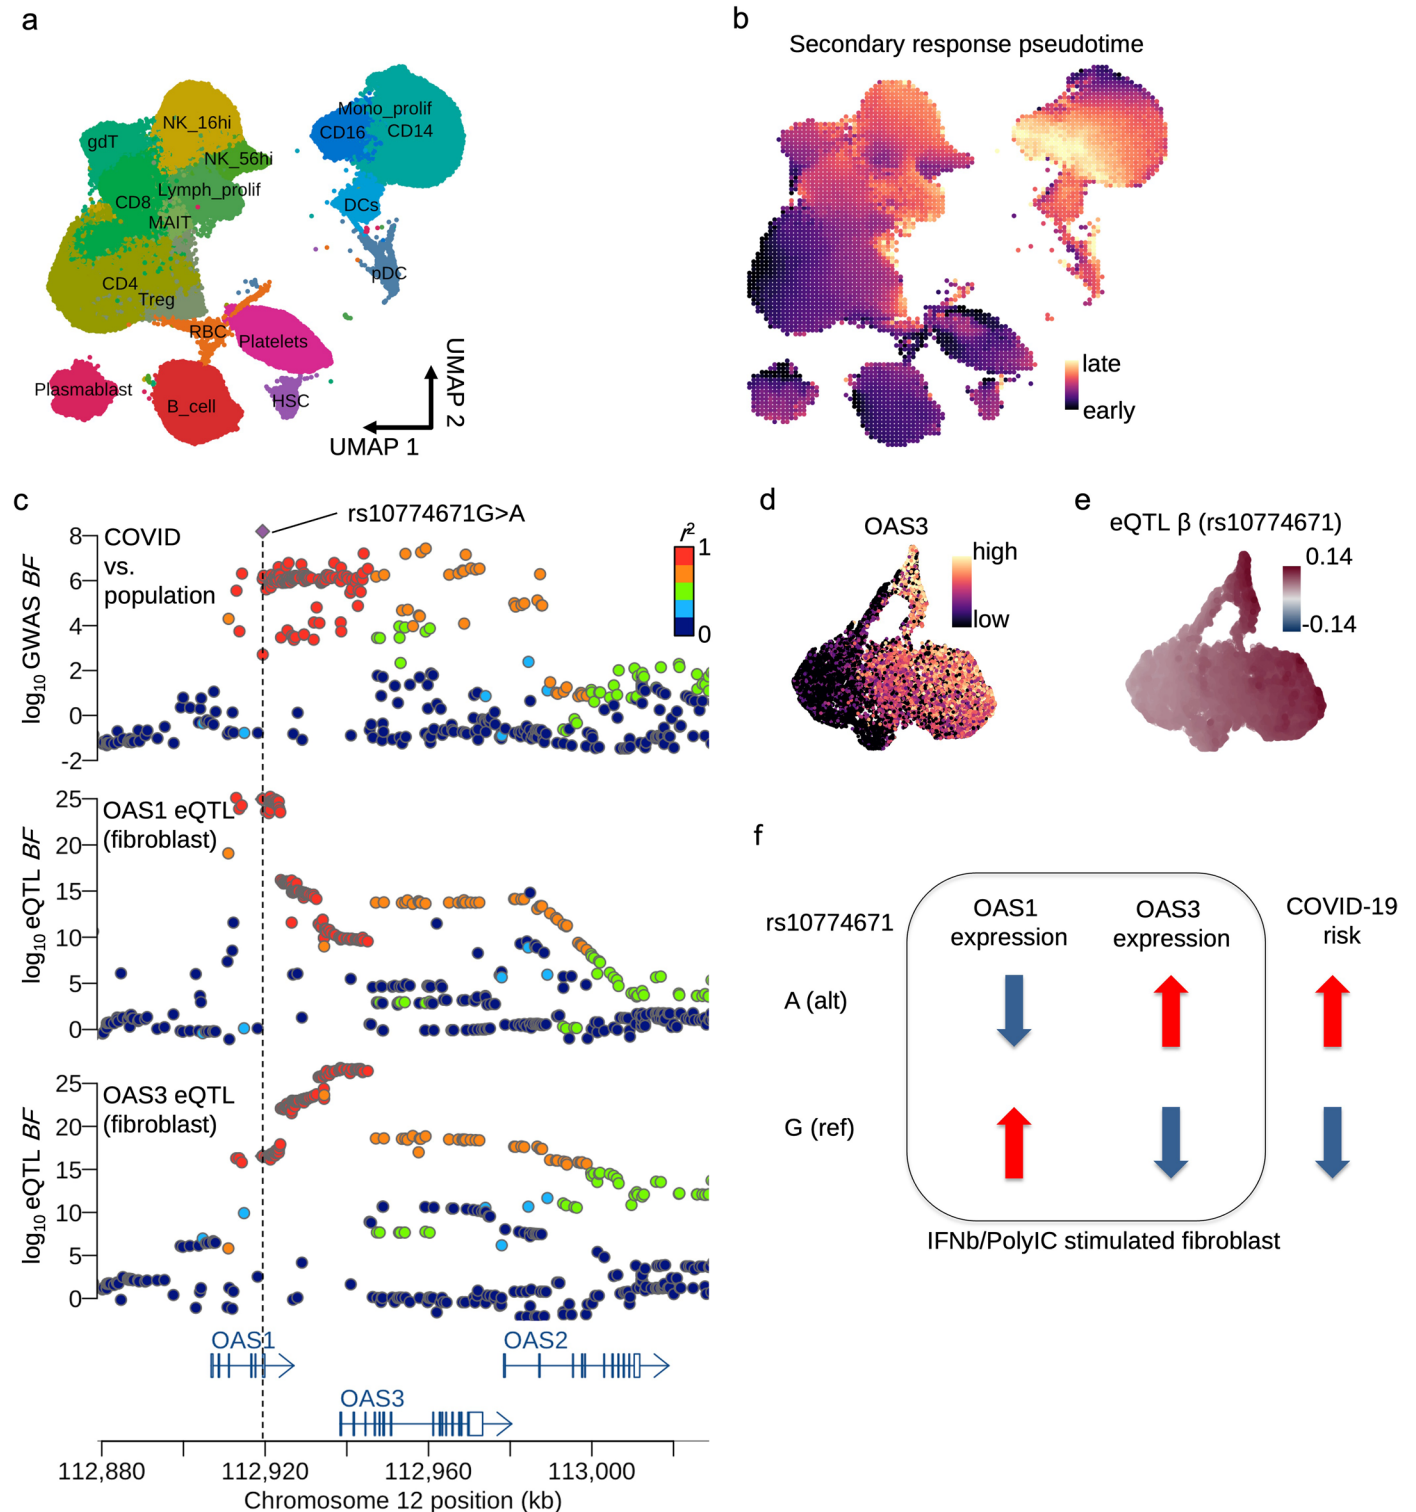 a
Mono_prolif
NK_16hi
CD16
CD14
gdT
NK_56hi
Lymph_prolif
CD8
DCs
MAIT
pDC
CD4
Treg
RBC
Platelets
Plasmablast
B_cell
HSC
UMAP 2
UMAP 1
b
Secondary response pseudotime
late
early
c
rs10774671G>A
COVID
vs.
population
r²
1
0
log₁₀ GWAS BF
8
6
4
2
0
-2
OAS1 eQTL
(fibroblast)
log₁₀ eQTL BF
25
20
15
10
5
0
OAS3 eQTL
(fibroblast)
log₁₀ eQTL BF
25
20
15
10
5
0
OAS1
OAS2
OAS3
112,880
112,920
112,960
113,000
Chromosome 12 position (kb)
d
OAS3
high
low
e
eQTL β (rs10774671)
0.14
-0.14
f
rs10774671
OAS1
expression
OAS3
expression
COVID-19
risk
A (alt)
G (ref)
IFNb/PolyIC stimulated fibroblast